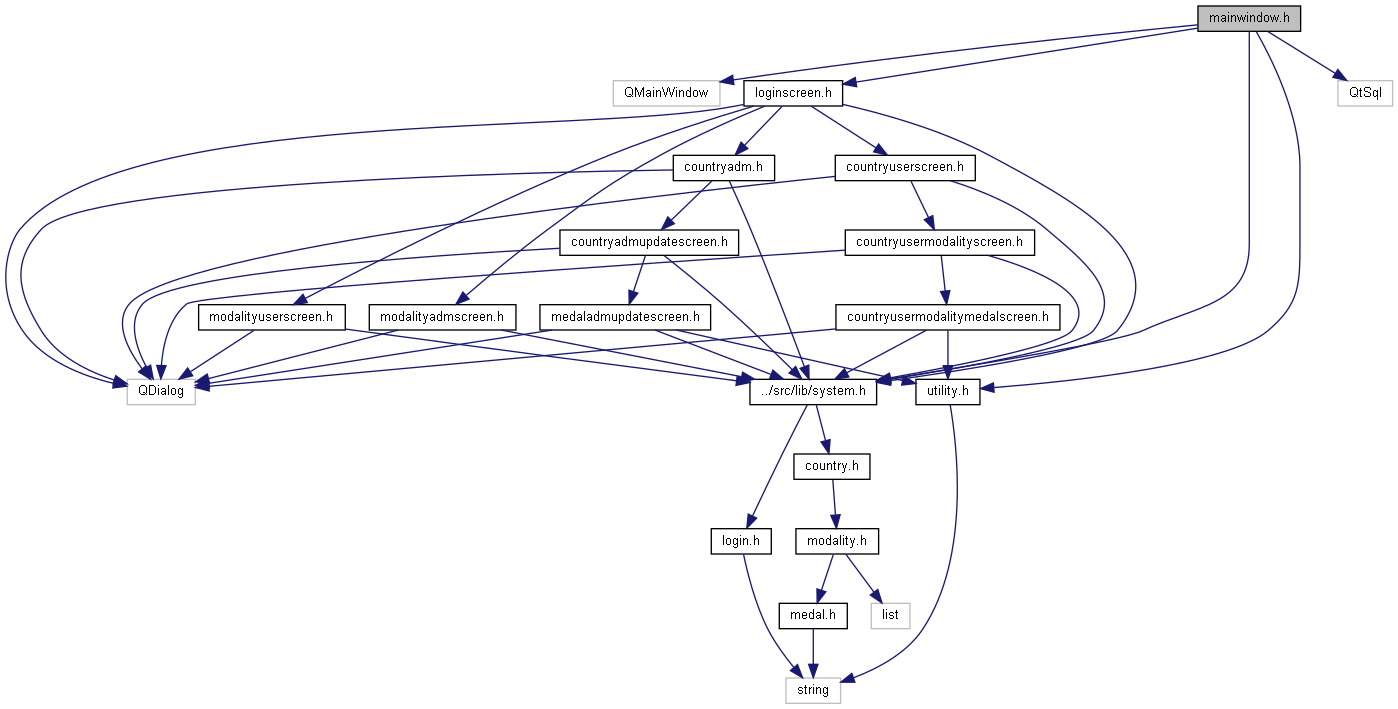 mainwindow.h
QMainWindow
loginscreen.h
QtSql
countryadm.h
countryuserscreen.h
countryadmupdatescreen.h
countryusermodalityscreen.h
modalityuserscreen.h
modalityadmscreen.h
medaladmupdatescreen.h
countryusermodalitymedalscreen.h
QDialog
../src/lib/system.h
utility.h
country.h
login.h
modality.h
medal.h
list
string